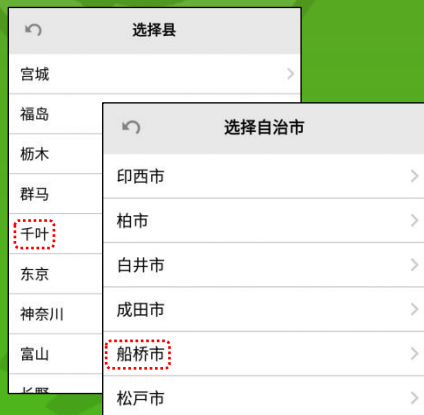 选择县
宫城
福岛
栃木
群马
千叶
东京
神奈川
富山
长野
选择自治市
印西市
柏市
白井市
成田市
船桥市
松戸市